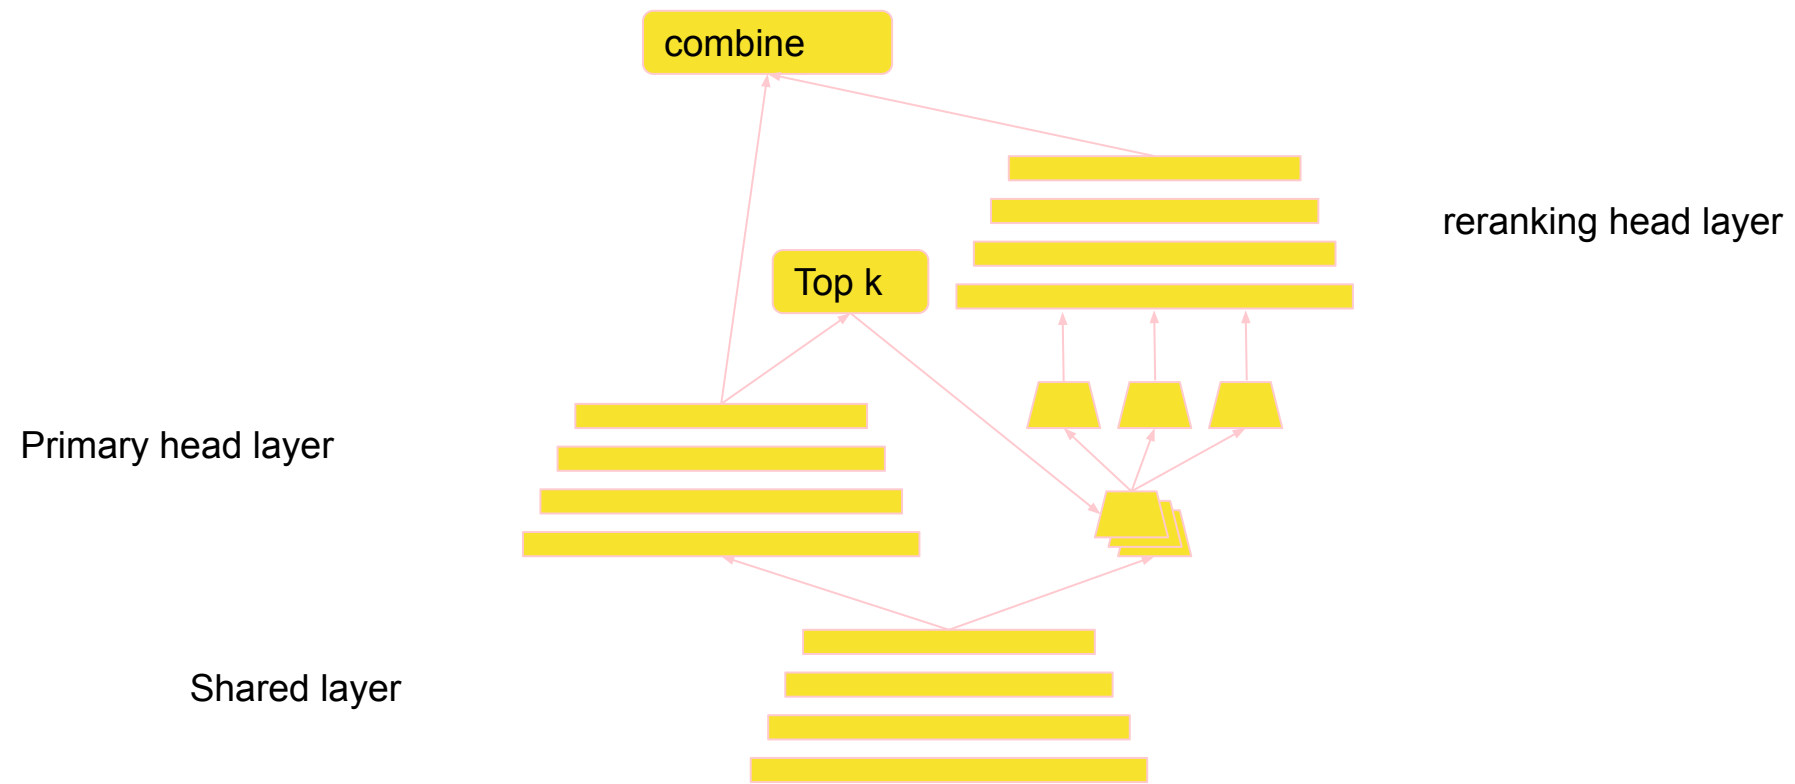 combine
reranking head layer
Top k
Primary head layer
Shared layer